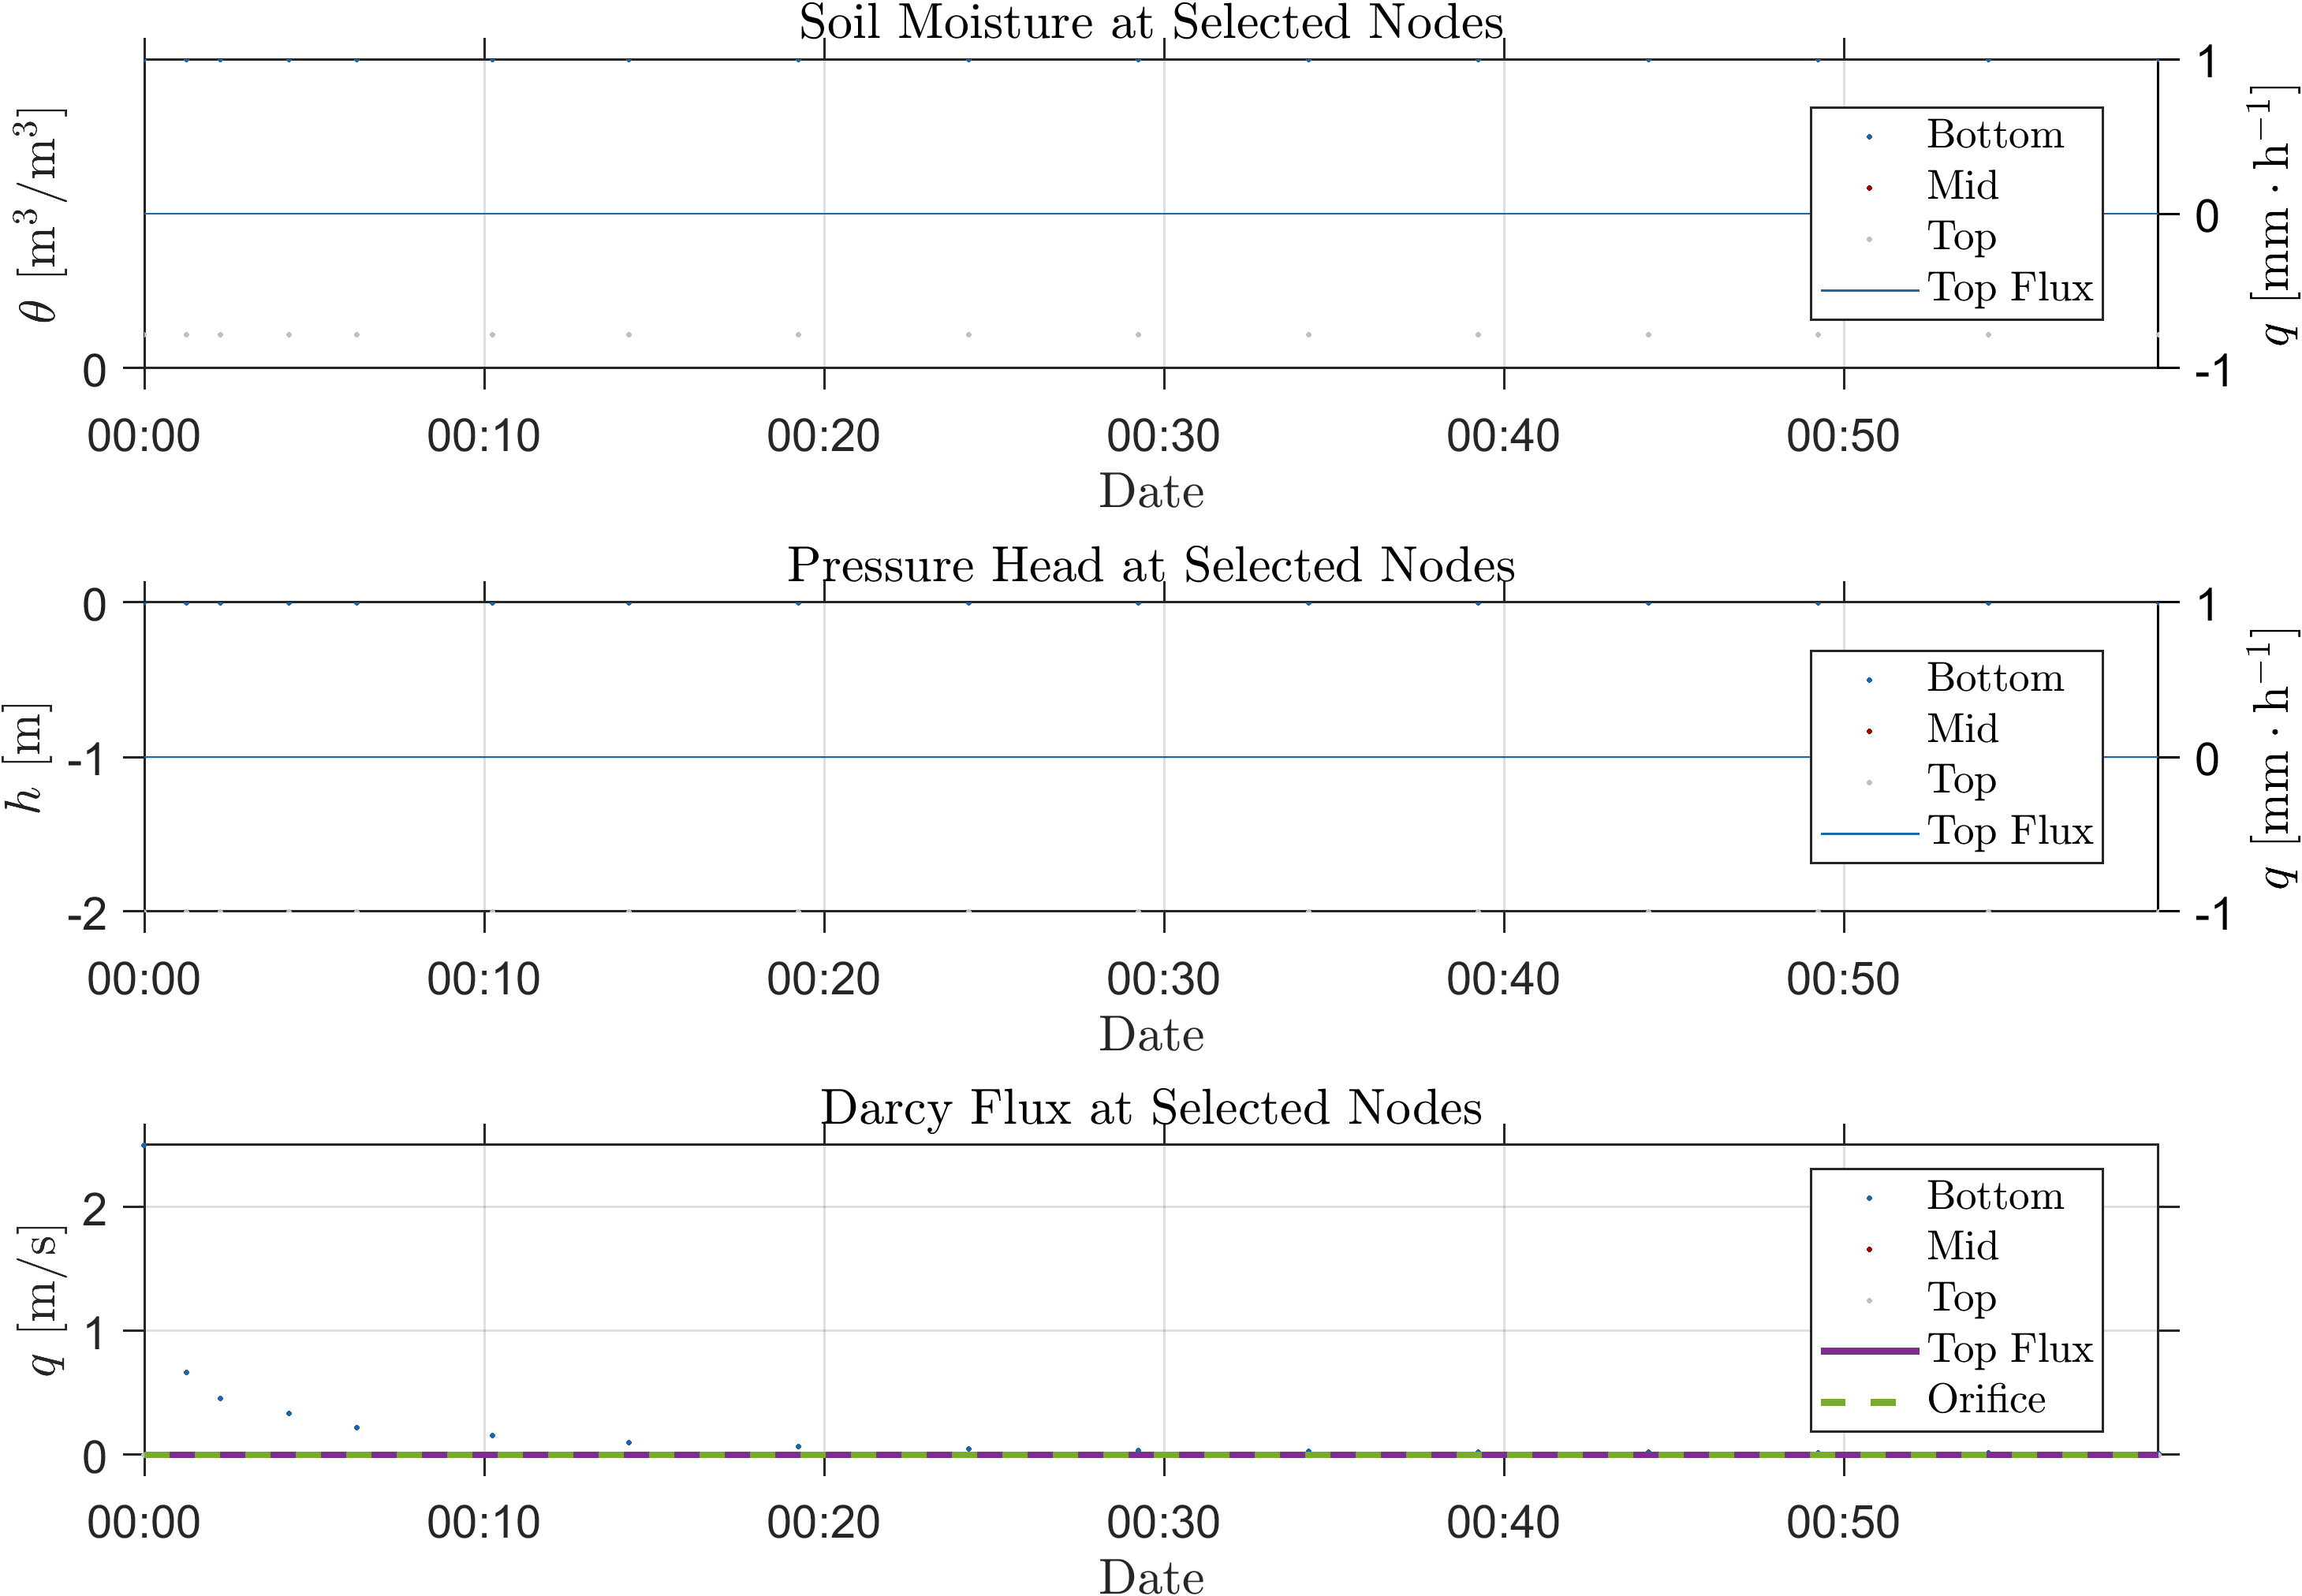 Soil Moisture at Selected Nodes
θ [m³/m³]
0
1
0
-1
q [mm · h⁻¹]
Bottom
Mid
Top
Top Flux
00:00 00:10 00:20 00:30 00:40 00:50
Date
Pressure Head at Selected Nodes
h [m]
0
-1
-2
1
0
-1
q [mm · h⁻¹]
Bottom
Mid
Top
Top Flux
00:00 00:10 00:20 00:30 00:40 00:50
Date
Darcy Flux at Selected Nodes
q [m/s]
2
1
0
Bottom
Mid
Top
Top Flux
Orifice
00:00 00:10 00:20 00:30 00:40 00:50
Date